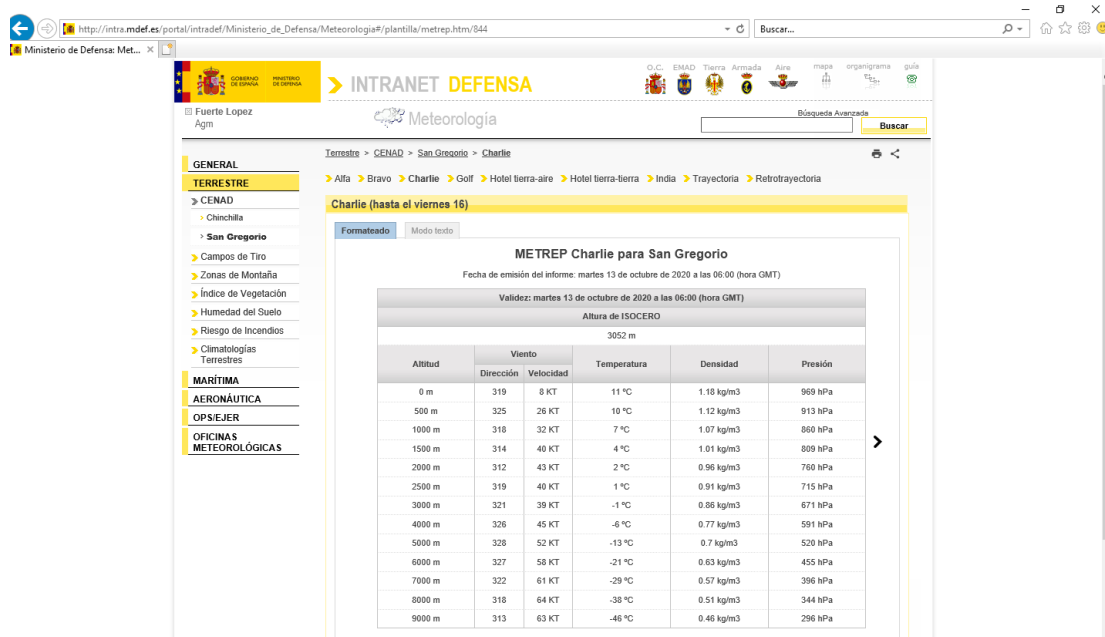 http://intra.mdef.es/portal/intradef/Ministerio_de_Defensa/Meteorologia#/plantilla/metrep.htm/844
Buscar...
Ministerio de Defensa: Met...
GOBIERNO DE ESPAÑA
MINISTERIO DE DEFENSA
INTRANET DEFENSA
O.C. EMAD Tierra Armada Aire mapa organigrama guía
Fuerte Lopez
Agm
Meteorología
Búsqueda Avanzada
Buscar
Terrestre > CENAD > San Gregorio > Charlie
Alfa Bravo Charlie Golf Hotel tierra-aire Hotel tierra-tierra India Trayectoria Retrotrayectoria
GENERAL
TERRESTRE
CENAD
Chinchilla
San Gregorio
Campos de Tiro
Zonas de Montaña
Índice de Vegetación
Humedad del Suelo
Riesgo de Incendios
Climatologías
Terrestres
MARÍTIMA
AERONÁUTICA
OPS/EJER
OFICINAS
METEOROLÓGICAS
Charlie (hasta el viernes 16)
Formateado Modo texto
METREP Charlie para San Gregorio
Fecha de emisión del informe: martes 13 de octubre de 2020 a las 06:00 (hora GMT)
Validez: martes 13 de octubre de 2020 a las 06:00 (hora GMT)
Altura de ISOCERO
3052 m
Altitud Viento Temperatura Densidad Presión
Dirección Velocidad
0 m 319 8 KT 11 ºC 1.18 kg/m3 969 hPa
500 m 325 26 KT 10 ºC 1.12 kg/m3 913 hPa
1000 m 318 32 KT 7 ºC 1.07 kg/m3 860 hPa
1500 m 314 40 KT 4 ºC 1.01 kg/m3 809 hPa
2000 m 312 43 KT 2 ºC 0.96 kg/m3 760 hPa
2500 m 319 40 KT 1 ºC 0.91 kg/m3 715 hPa
3000 m 321 39 KT -1 ºC 0.86 kg/m3 671 hPa
4000 m 326 45 KT -6 ºC 0.77 kg/m3 591 hPa
5000 m 328 52 KT -13 ºC 0.7 kg/m3 520 hPa
6000 m 327 58 KT -21 ºC 0.63 kg/m3 455 hPa
7000 m 322 61 KT -29 ºC 0.57 kg/m3 396 hPa
8000 m 318 64 KT -38 ºC 0.51 kg/m3 344 hPa
9000 m 313 63 KT -46 ºC 0.46 kg/m3 296 hPa